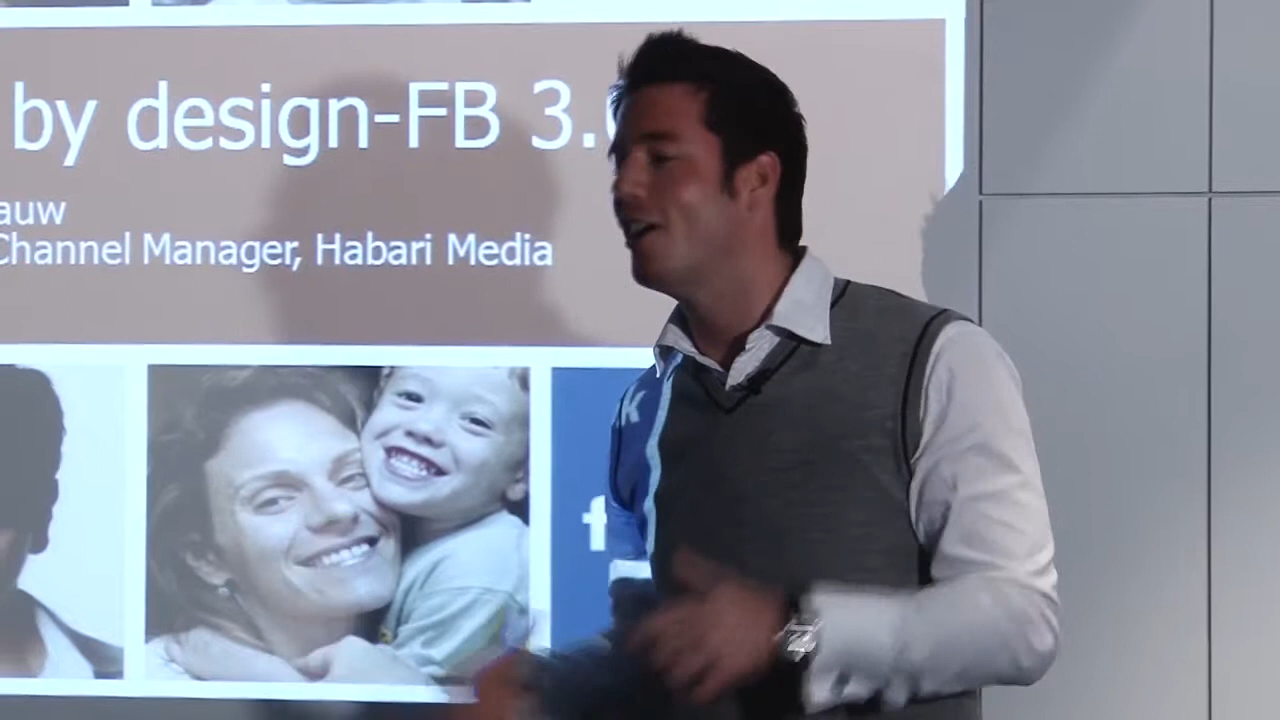 by design-FB 3.
auw
Channel Manager, Habari Media
k
f